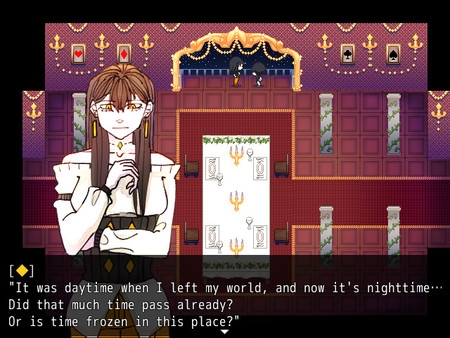 [◆]
"It was daytime when I left my world, and now it's nighttime…
Did that much time pass already?
Or is time frozen in this place?"